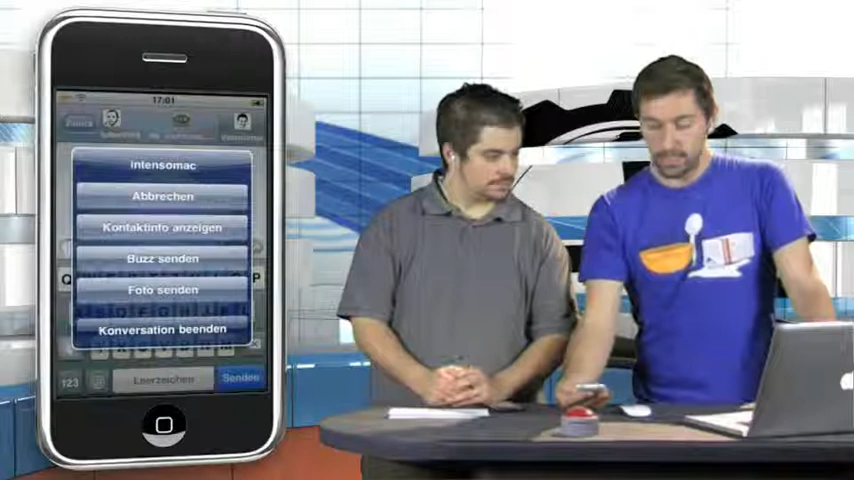 17:01
intensomac
Abbrechen
Kontaktinfo anzeigen
Buzz senden
Foto senden
Konversation beenden
123
Leerzeichen
Senden